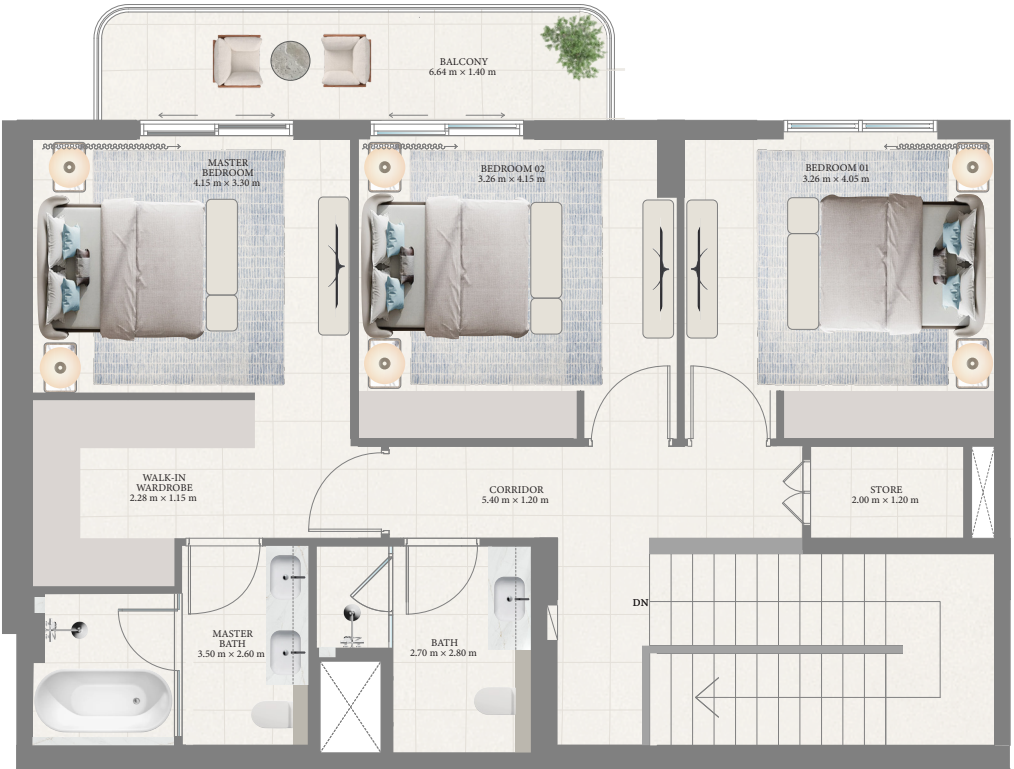 BALCONY
6.64 m × 1.40 m
MASTER
BEDROOM
4.15 m × 3.30 m
BEDROOM 02
3.26 m × 4.15 m
BEDROOM 01
3.26 m × 4.05 m
WALK-IN
WARDROBE
2.28 m × 1.15 m
CORRIDOR
5.40 m × 1.20 m
STORE
2.00 m × 1.20 m
DN
MASTER
BATH
3.50 m × 2.60 m
BATH
2.70 m × 2.80 m